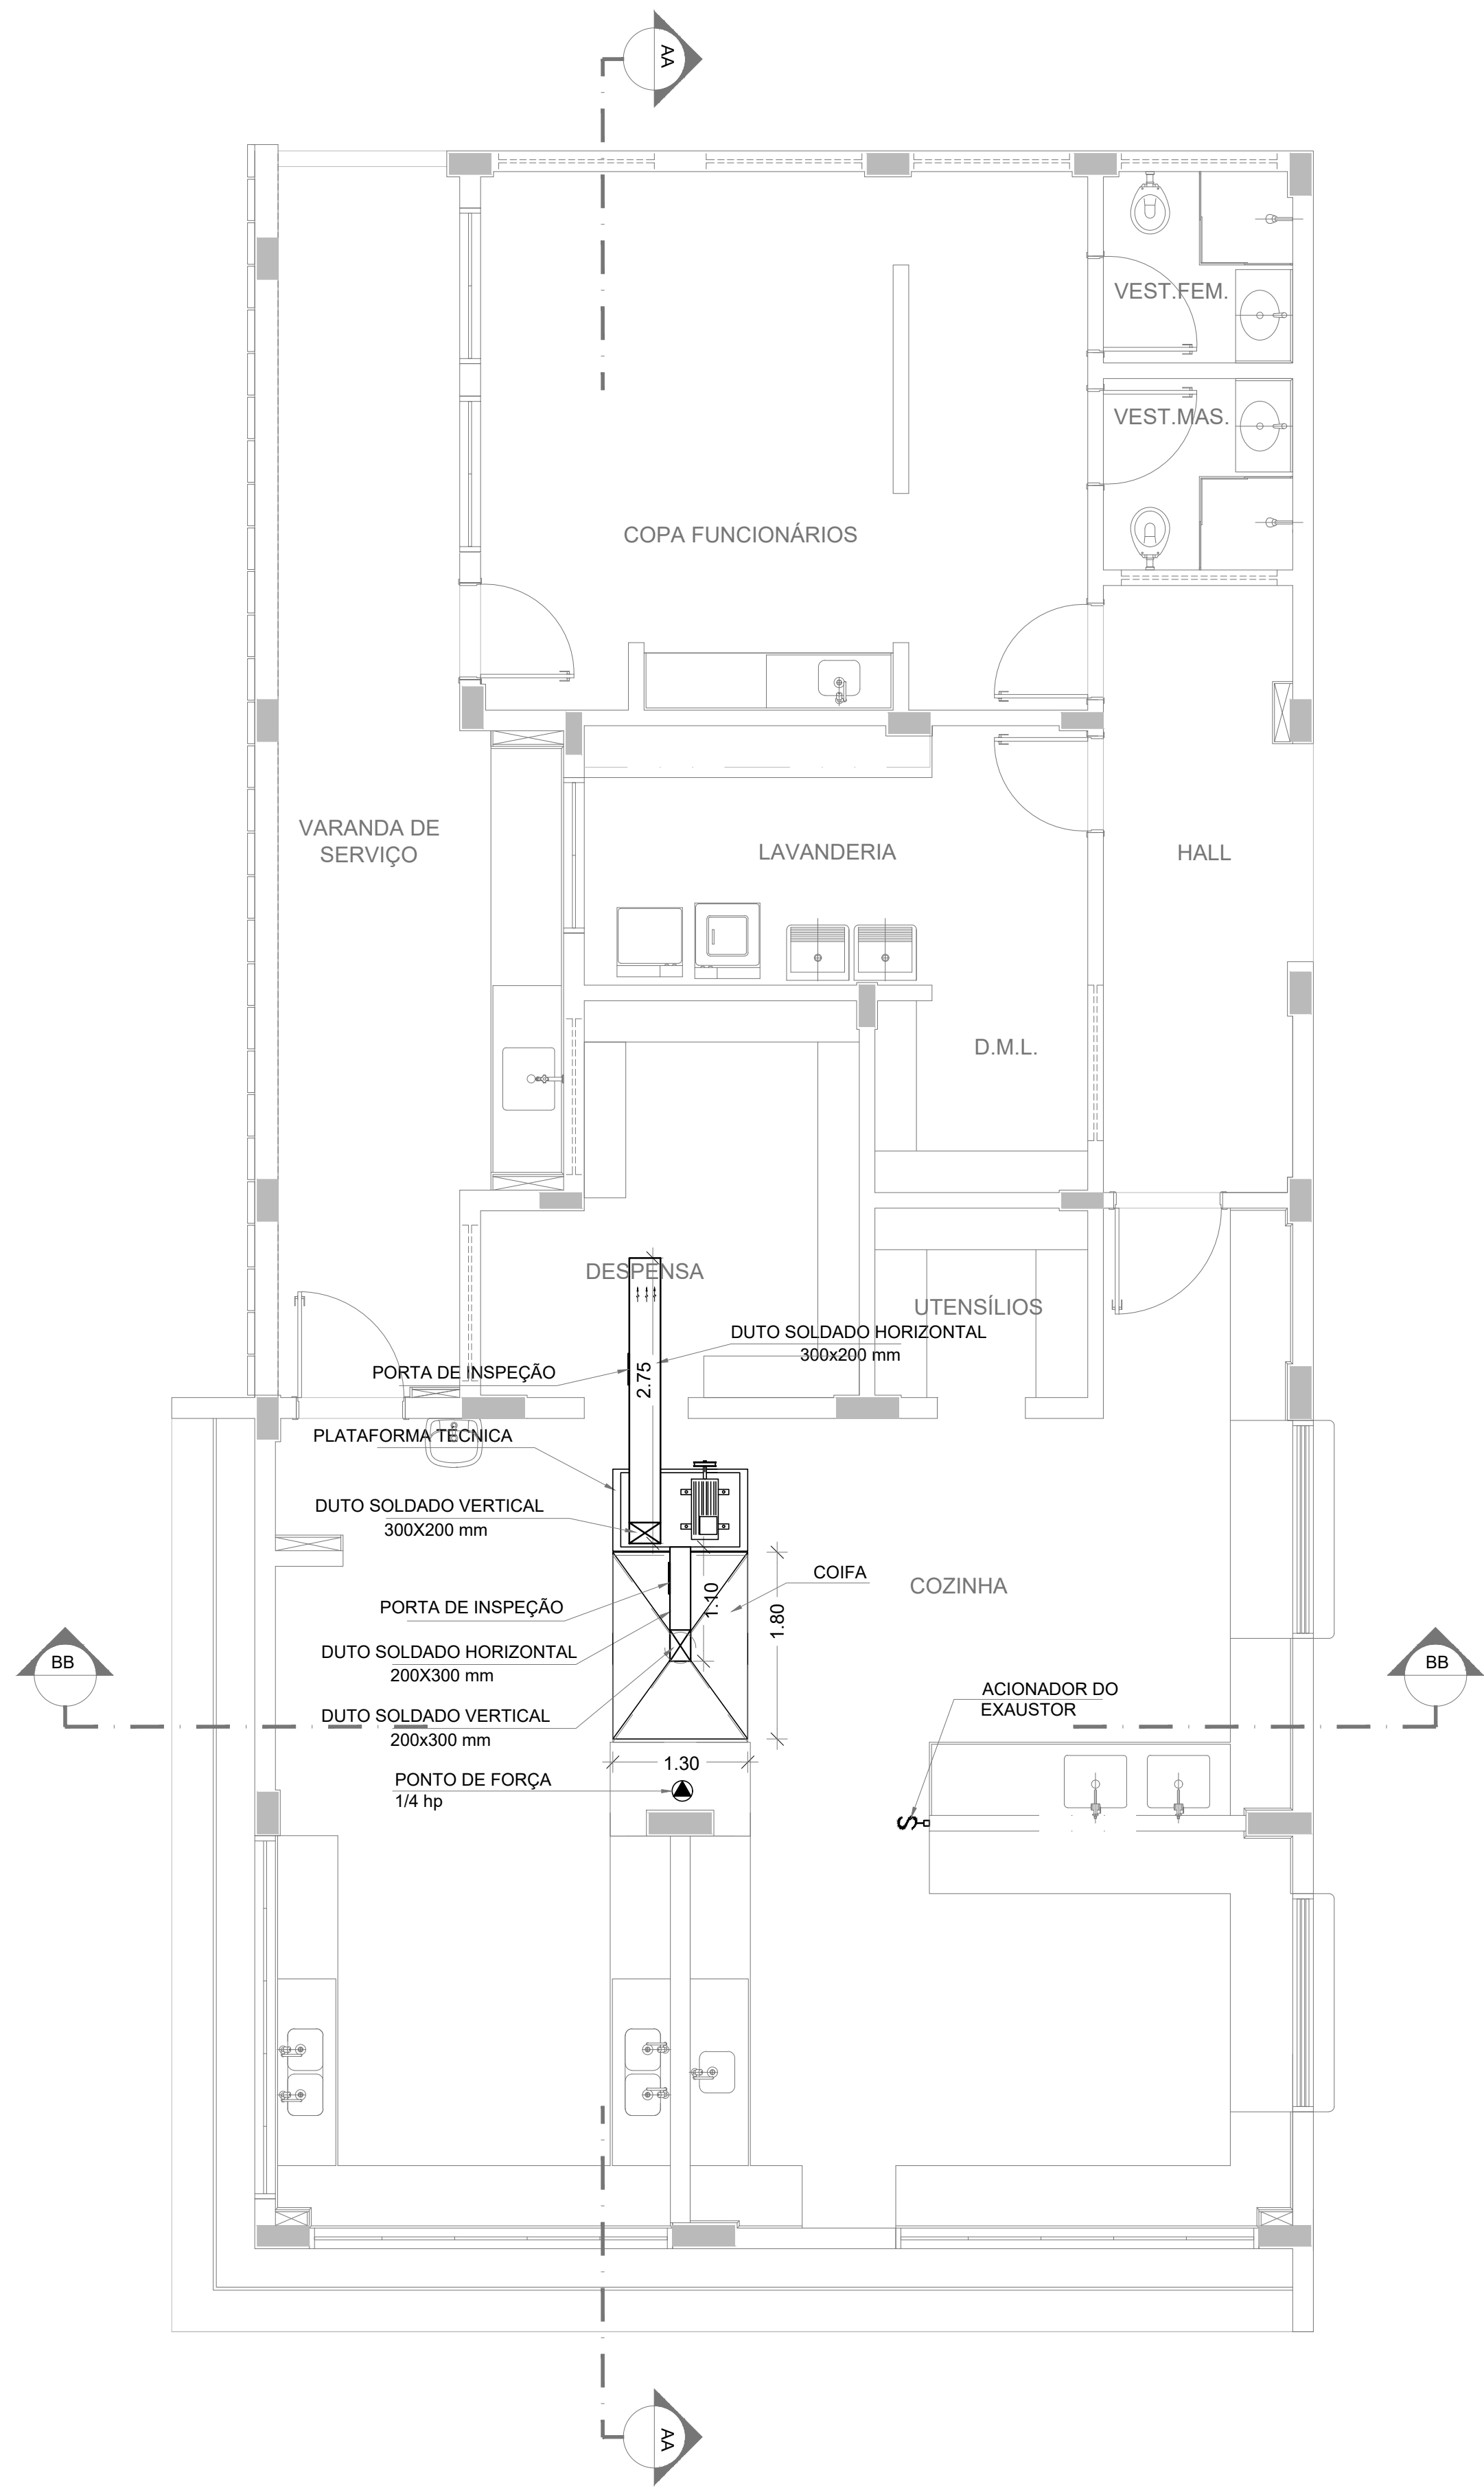 AA
VEST.FEM.
VEST.MAS.
COPA FUNCIONÁRIOS
VARANDA DE
SERVIÇO
LAVANDERIA
HALL
D.M.L.
DESPENSA
UTENSÍLIOS
DUTO SOLDADO HORIZONTAL
300x200 mm
PORTA DE INSPEÇÃO
2.75
PLATAFORMA TÉCNICA
DUTO SOLDADO VERTICAL
300X200 mm
COIFA
COZINHA
1.10
PORTA DE INSPEÇÃO
1.80
DUTO SOLDADO HORIZONTAL
200X300 mm
BB
BB
ACIONADOR DO
EXAUSTOR
DUTO SOLDADO VERTICAL
200x300 mm
1.30
PONTO DE FORÇA
1/4 hp
S
AA